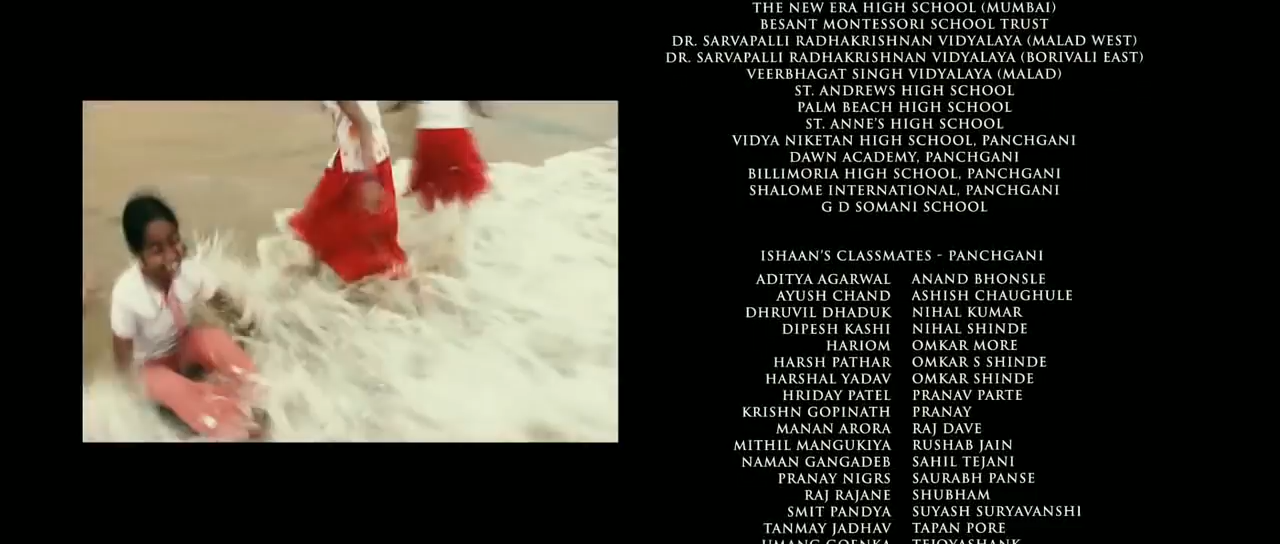 THE NEW ERA HIGH SCHOOL (MUMBAI)
BESANT MONTESSORI SCHOOL TRUST
DR. SARVAPALLI RADHAKRISHNAN VIDYALAYA (MALAD WEST)
DR. SARVAPALLI RADHAKRISHNAN VIDYALAYA (BORIVALI EAST)
VEERBHAGAT SINGH VIDYALAYA (MALAD)
ST. ANDREWS HIGH SCHOOL
PALM BEACH HIGH SCHOOL
ST. ANNE'S HIGH SCHOOL
VIDYA NIKETAN HIGH SCHOOL, PANCHGANI
DAWN ACADEMY, PANCHGANI
BILLIMORIA HIGH SCHOOL, PANCHGANI
SHALOME INTERNATIONAL, PANCHGANI
G D SOMANI SCHOOL
ISHAAN'S CLASSMATES - PANCHGANI
ADITYA AGARWAL ANAND BHONSLE
AYUSH CHAND ASHISH CHAUGHULE
DHRUVIL DHADUK NIHAL KUMAR
DIPESH KASHI NIHAL SHINDE
HARIOM OMKAR MORE
HARSH PATHAR OMKAR S SHINDE
HARSHAL YADAV OMKAR SHINDE
HRIDAY PATEL PRANAV PARTE
KRISHN GOPINATH PRANAY
MANAN ARORA RAJ DAVE
MITHIL MANGUKIYA RUSHAB JAIN
NAMAN GANGADEB SAHIL TEJANI
PRANAY NIGRS SAURABH PANSE
RAJ RAJANE SHUBHAM
SMIT PANDYA SUYASH SURYAVANSHI
TANMAY JADHAV TAPAN PORE
UMANG GOENKA